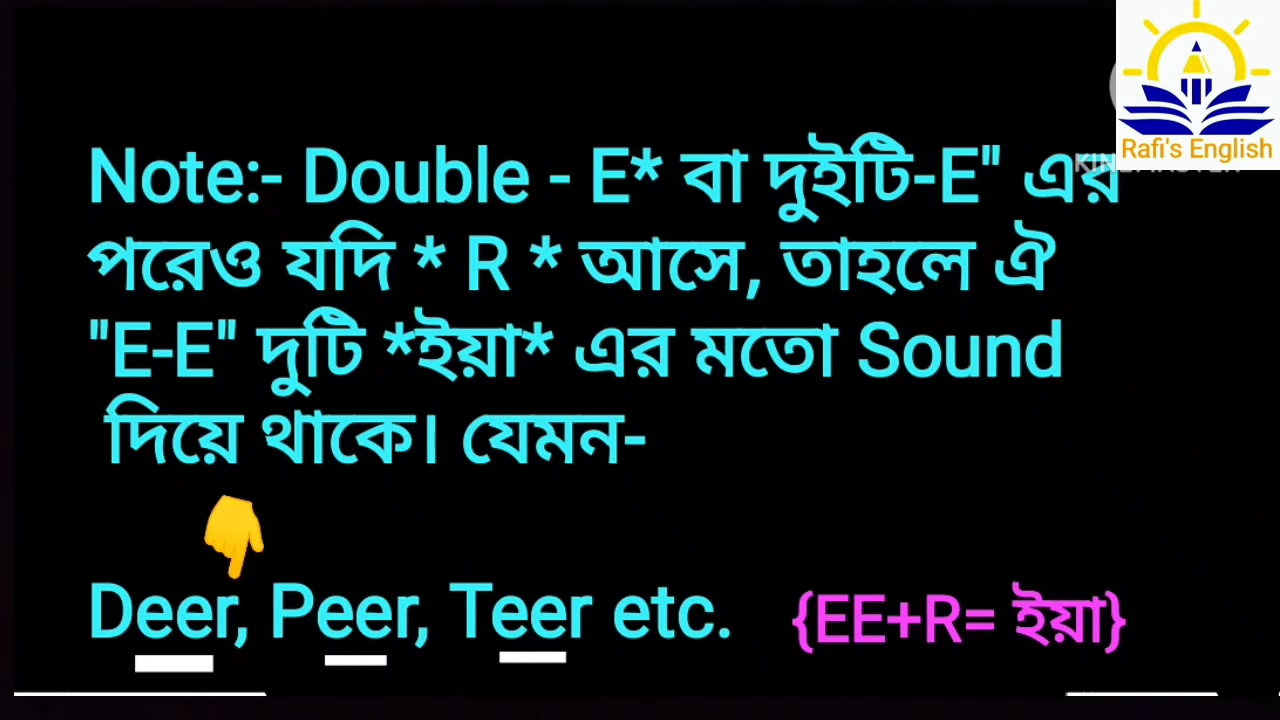 Rafi's English
Note:- Double - E* বা দুইটি-E" এর
পরেও যদি * R * আসে, তাহলে ঐ
"E-E" দুটি *ইয়া* এর মতো Sound
দিয়ে থাকে। যেমন-
Deer, Peer, Teer etc. {EE+R= ইয়া}